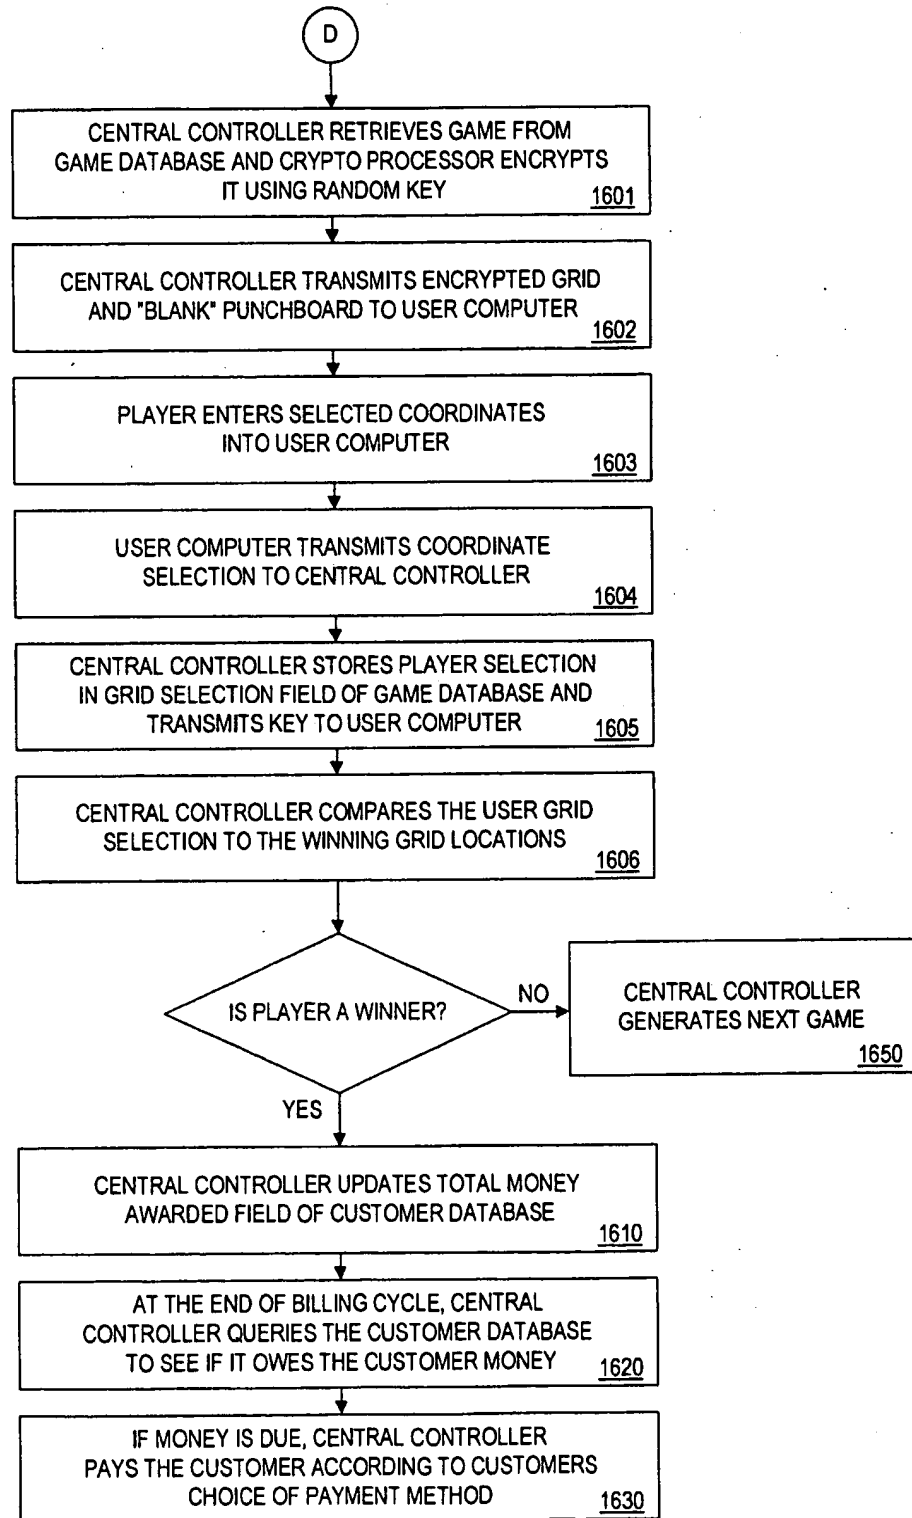 D
CENTRAL CONTROLLER RETRIEVES GAME FROM
GAME DATABASE AND CRYPTO PROCESSOR ENCRYPTS
IT USING RANDOM KEY
1601
CENTRAL CONTROLLER TRANSMITS ENCRYPTED GRID
AND "BLANK" PUNCHBOARD TO USER COMPUTER
1602
PLAYER ENTERS SELECTED COORDINATES
INTO USER COMPUTER
1603
USER COMPUTER TRANSMITS COORDINATE
SELECTION TO CENTRAL CONTROLLER
1604
CENTRAL CONTROLLER STORES PLAYER SELECTION
IN GRID SELECTION FIELD OF GAME DATABASE AND
TRANSMITS KEY TO USER COMPUTER
1605
CENTRAL CONTROLLER COMPARES THE USER GRID
SELECTION TO THE WINNING GRID LOCATIONS
1606
IS PLAYER A WINNER?
NO
CENTRAL CONTROLLER
GENERATES NEXT GAME
1650
YES
CENTRAL CONTROLLER UPDATES TOTAL MONEY
AWARDED FIELD OF CUSTOMER DATABASE
1610
AT THE END OF BILLING CYCLE, CENTRAL
CONTROLLER QUERIES THE CUSTOMER DATABASE
TO SEE IF IT OWES THE CUSTOMER MONEY
1620
IF MONEY IS DUE, CENTRAL CONTROLLER
PAYS THE CUSTOMER ACCORDING TO CUSTOMERS
CHOICE OF PAYMENT METHOD
1630